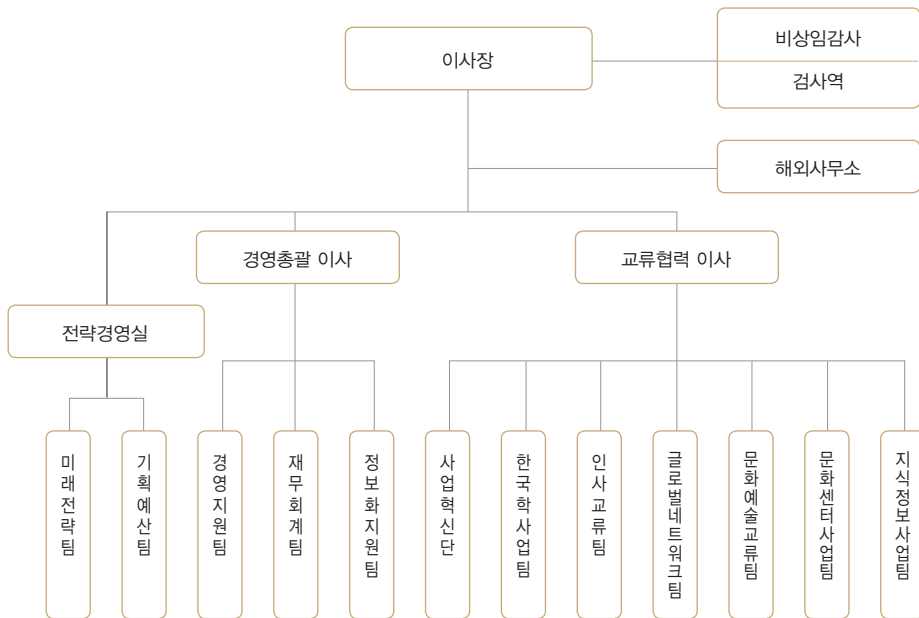 이사장
비상임감사
검사역
해외사무소
경영총괄 이사
교류협력 이사
전략경영실
미래전략팀
기획예산팀
경영지원팀
재무회계팀
정보화지원팀
사업혁신단
한국학사업팀
인사교류팀
글로벌네트워크팀
문화예술교류팀
문화센터사업팀
지식정보사업팀